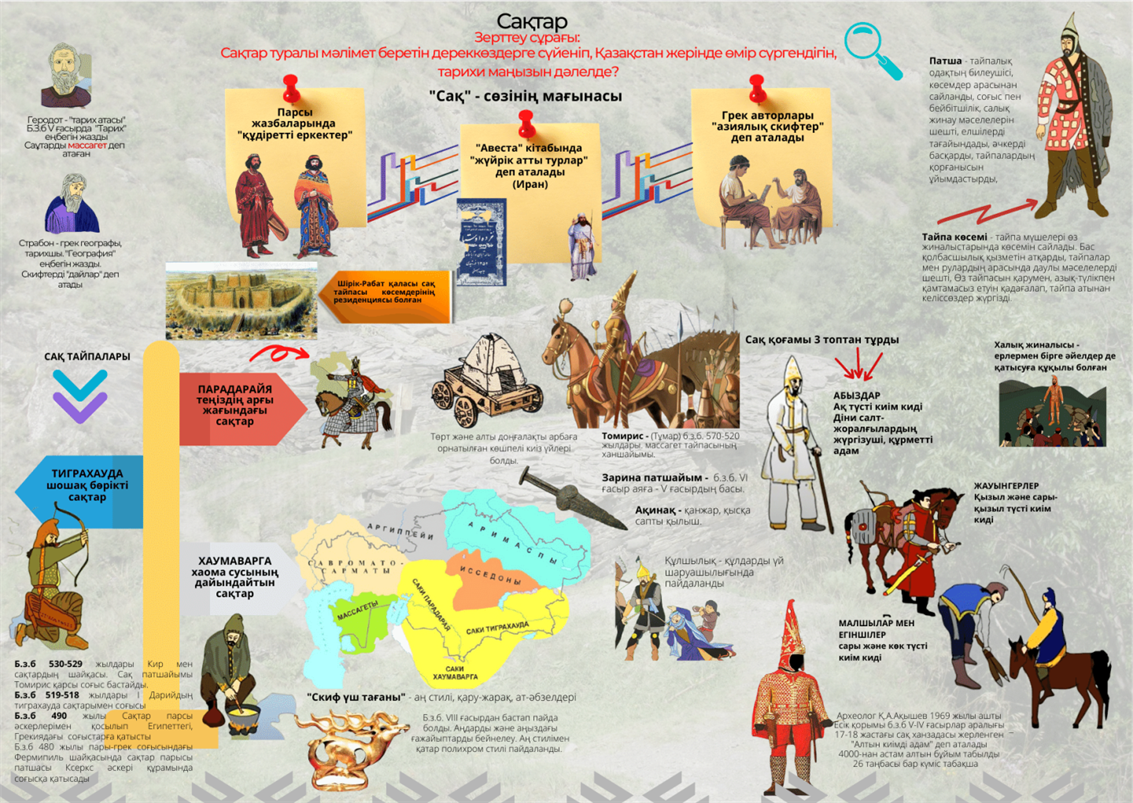 Сақтар
Зерттеу сұрағы:
Сақтар туралы мәлімет беретін дереккөздерге сүйеніп, Қазақстан жерінде өмір сүргендігін,
тарихи маңызын дәлелде?
"Сақ" - сөзінің мағынасы
Геродот - "тарих атасы"
Б.З.б V ғасырда "Тарих"
еңбегін жазды
Сақтарды массагет деп
атаған
Страбон - грек географы,
тарихшы. "География"
еңбегін жазды.
Скифтерді "дайлар" деп
атады
Парсы
жазбаларында
"құдіретті еркектер"
"Авеста" кітабында
"жүйрік атты турлар"
деп аталады
(Иран)
Грек авторлары
"азиялық скифтер"
деп аталады
Патша - тайпалық
одақтың билеушісі,
көсемдер арасынан
сайланды, соғыс пен
бейбітшілік, салық
жинау мәселелерін
шешті, елшілерді
тағайындады, әчкерді
басқарды, тайпалардың
қорғанысын
ұйымдастырды,
Тайпа көсемі - тайпа мүшелері өз
жиналыстарында көсемін сайлады. Бас
қолбасшылық қызметін атқарды, тайпалар
мен рулардың арасында даулы мәселелерді
шешті, Өз тайпасын қарумен, азық-түлікпен
қамтамасыз етуін қадағалап, тайпа атынан
келіссөздер жүргізді
Шірік-Рабат қаласы сақ
тайпасы көсемдерінің
резиденциясы болған
САҚ ТАЙПАЛАРЫ
ПАРАДАРАЙЯ
теңіздің арғы
жағындағы
сақтар
ТИГРАХАУДА
шошақ бөрікті
сақтар
ХАУМАВАРГА
хаома сусының
дайындайтын
сақтар
Төрт және алты доңғалақты арбаға
орнатылған көшпелі киіз үйлері
болды.
Томирис - (Тұмар) б.з.б. 570-520
жылдары, массагет тайпасының
ханшайымы.
Зарина патшайым - б.з.б. VI
ғасыр аяға - V ғасырдың басы.
Ақинақ - қанжар, қысқа
сапты қылыш.
Құлшылық - құлдарды үй
шаруашылығында
пайдаланды
Сақ қоғамы 3 топтан тұрды
АБЫЗДАР
Ақ түсті киім киді
Діни салт-
жоралғылардың
жүргізуші, құрметті
адам
Халық жиналысы -
ерлермен бірге әйелдер де
қатысуға құқылы болған
ЖАУЫНГЕРЛЕР
Қызыл және сары-
қызыл түсті киім
киді
МАЛШЫЛАР МЕН
ЕГІНШІЛЕР
сары және көк түсті
киім киді
АРГИППЕИ
АРИМАСПЫ
САВРОМАТО -
САРМАТЫ
ИССЕДОНЫ
МАССАГЕТЫ
САКИ ПАРАДАРАЙ
САКИ ТИГРАХАУДА
САКИ
ХАУМАВАРГА
Б.з.б 530-529 жылдары Кир мен
сақтардың шайқасы. Сақ патшайымы
Томирис қарсы соғыс бастайды.
Б.з.б 519-518 жылдары I Дарийдың
тиграхауда сақтарымен соғысы
Б.з.б 490 жылы Сақтар парсы
әскерлерімен қосылып Египеттегі,
Грекиядағы соғыстарға қатысты
Б.з.б 480 жылы пары-грек соғысындағы
Фермипиль шайқасында сақтар парысы
патшасы Ксеркс әскері құрамында
соғысқа қатысады
"Скиф үш тағаны" - аң стилі, қару-жарақ, ат-әбзелдері
Б.з.б. VIII ғасырдан бастап пайда
болды. Аңдарды және аңыздағы
ғажайыптарды бейнелеу. Аң стилімен
қатар полихром стилі пайдаланды.
Археолог Қ.А.Ақышев 1969 жылы ашты
Есік қорымы б.з.б V-IV ғасырлар аралығы
17-18 жастағы сақ ханзадасы жерленген
"Алтын киімді адам" деп аталады
4000-нан астам алтын бұйым табылды
26 таңбасы бар күміс табақша